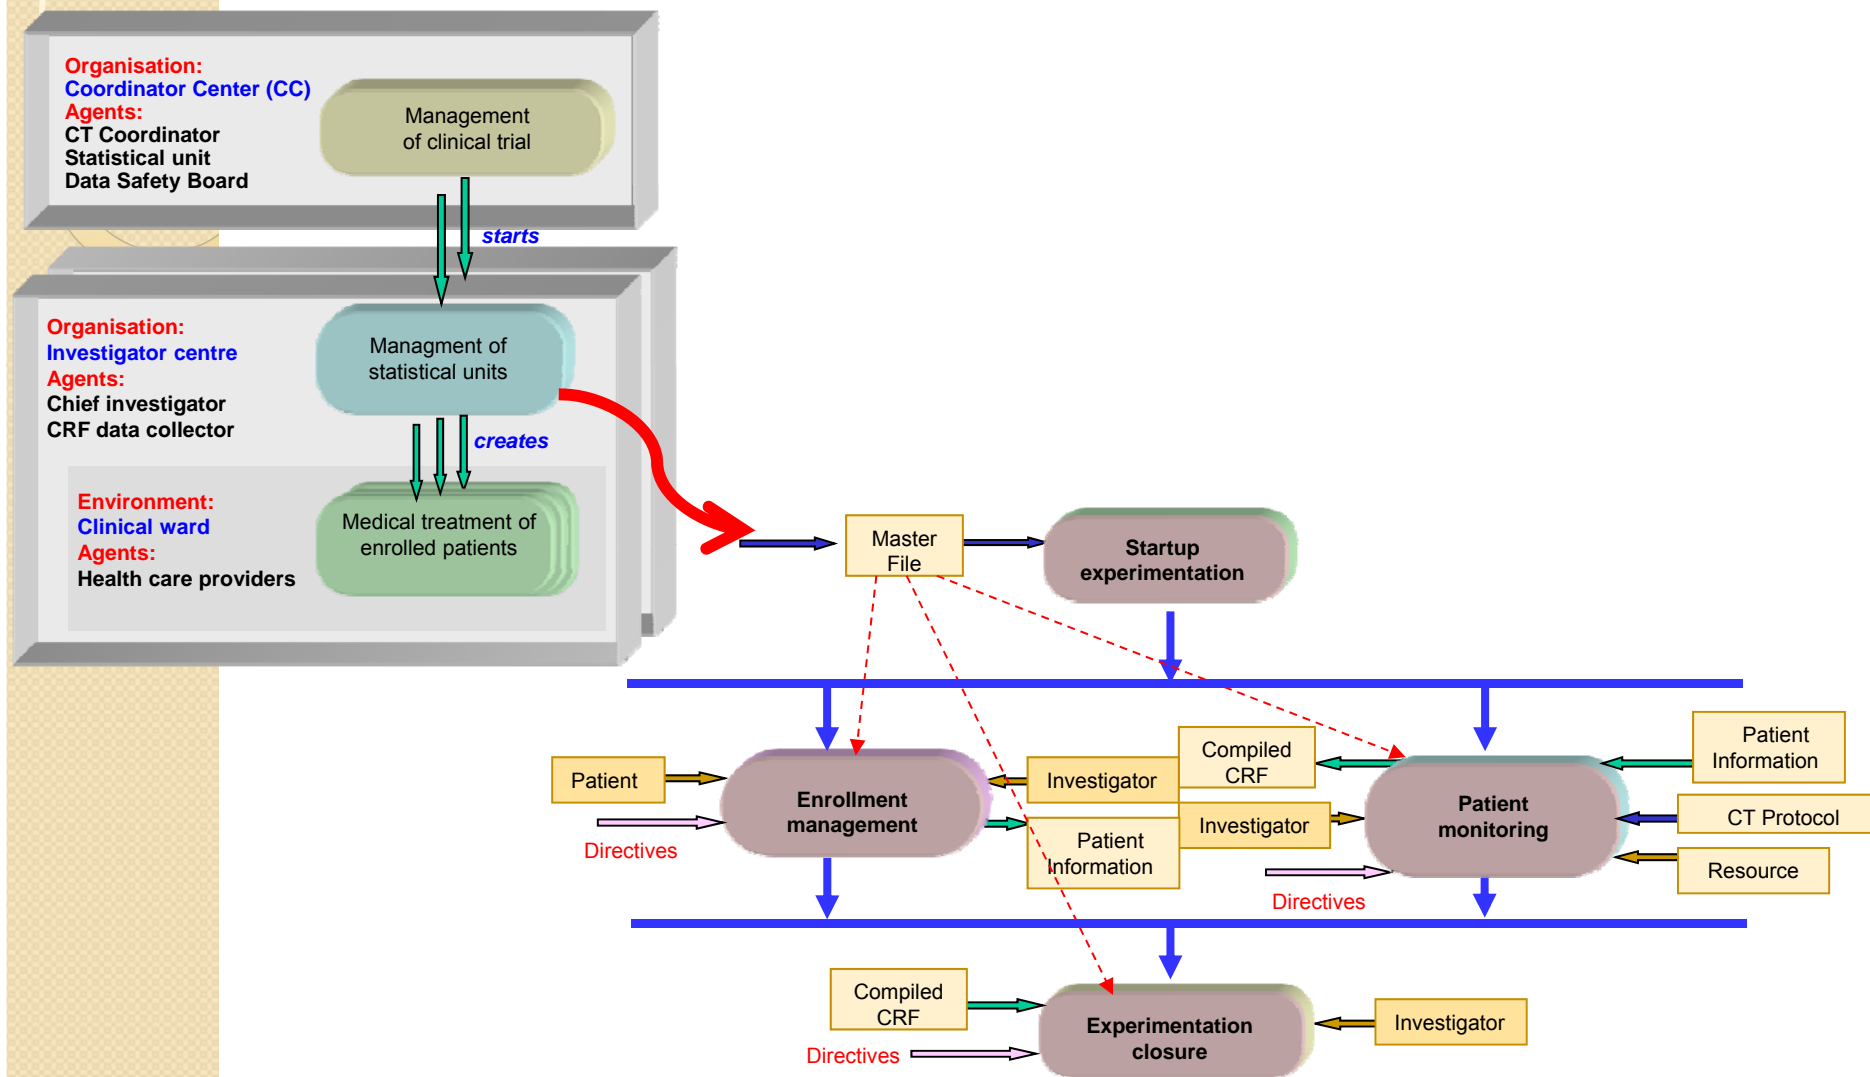 Organisation:
Coordinator Center (CC)
Agents:
CT Coordinator
Statistical unit
Data Safety Board
Management
of clinical trial
starts
Organisation:
Investigator centre
Agents:
Chief investigator
CRF data collector
Managment of
statistical units
creates
Environment:
Clinical ward
Agents:
Health care providers
Medical treatment of
enrolled patients
Master
File
Startup
experimentation
Patient
Directives
Enrollment
management
Investigator
Patient
Information
Compiled
CRF
Investigator
Directives
Patient
monitoring
Patient
Information
CT Protocol
Resource
Compiled
CRF
Directives
Experimentation
closure
Investigator